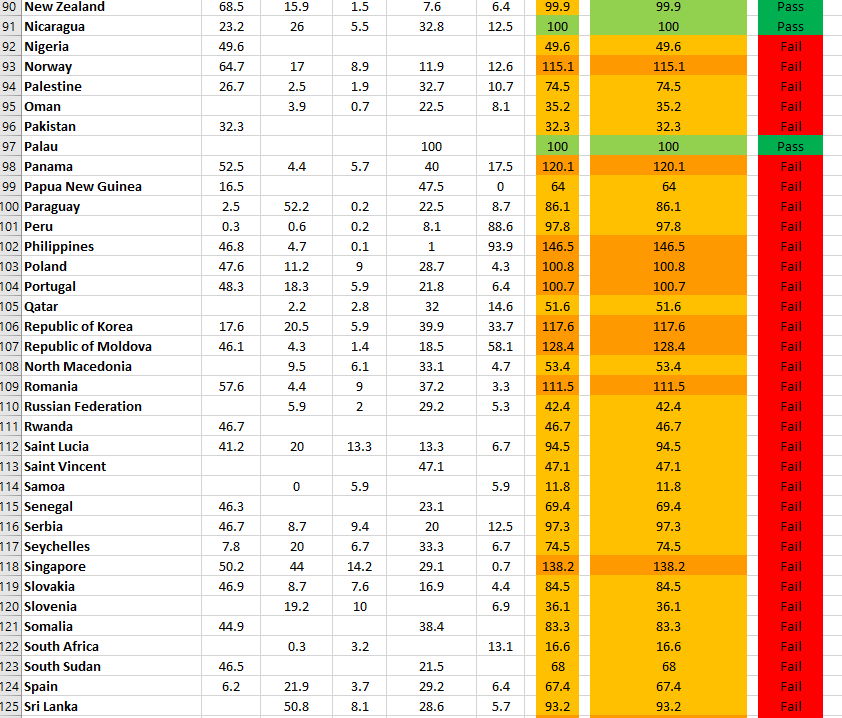 90 New Zealand 68.5 15.9 1.5 7.6 6.4 99.9 99.9 Pass
91 Nicaragua 23.2 26 5.5 32.8 12.5 100 100 Pass
92 Nigeria 49.6 49.6 49.6 Fail
93 Norway 64.7 17 8.9 11.9 12.6 115.1 115.1 Fail
94 Palestine 26.7 2.5 1.9 32.7 10.7 74.5 74.5 Fail
95 Oman 3.9 0.7 22.5 8.1 35.2 35.2 Fail
96 Pakistan 32.3 32.3 32.3 Fail
97 Palau 100 100 100 Pass
98 Panama 52.5 4.4 5.7 40 17.5 120.1 120.1 Fail
99 Papua New Guinea 16.5 47.5 0 64 64 Fail
100 Paraguay 2.5 52.2 0.2 22.5 8.7 86.1 86.1 Fail
101 Peru 0.3 0.6 0.2 8.1 88.6 97.8 97.8 Fail
102 Philippines 46.8 4.7 0.1 1 93.9 146.5 146.5 Fail
103 Poland 47.6 11.2 9 28.7 4.3 100.8 100.8 Fail
104 Portugal 48.3 18.3 5.9 21.8 6.4 100.7 100.7 Fail
105 Qatar 2.2 2.8 32 14.6 51.6 51.6 Fail
106 Republic of Korea 17.6 20.5 5.9 39.9 33.7 117.6 117.6 Fail
107 Republic of Moldova 46.1 4.3 1.4 18.5 58.1 128.4 128.4 Fail
108 North Macedonia 9.5 6.1 33.1 4.7 53.4 53.4 Fail
109 Romania 57.6 4.4 9 37.2 3.3 111.5 111.5 Fail
110 Russian Federation 5.9 2 29.2 5.3 42.4 42.4 Fail
111 Rwanda 46.7 46.7 46.7 Fail
112 Saint Lucia 41.2 20 13.3 13.3 6.7 94.5 94.5 Fail
113 Saint Vincent 47.1 47.1 47.1 Fail
114 Samoa 0 5.9 5.9 11.8 11.8 Fail
115 Senegal 46.3 23.1 69.4 69.4 Fail
116 Serbia 46.7 8.7 9.4 20 12.5 97.3 97.3 Fail
117 Seychelles 7.8 20 6.7 33.3 6.7 74.5 74.5 Fail
118 Singapore 50.2 44 14.2 29.1 0.7 138.2 138.2 Fail
119 Slovakia 46.9 8.7 7.6 16.9 4.4 84.5 84.5 Fail
120 Slovenia 19.2 10 6.9 36.1 36.1 Fail
121 Somalia 44.9 38.4 83.3 83.3 Fail
122 South Africa 0.3 3.2 13.1 16.6 16.6 Fail
123 South Sudan 46.5 21.5 68 68 Fail
124 Spain 6.2 21.9 3.7 29.2 6.4 67.4 67.4 Fail
125 Sri Lanka 50.8 8.1 28.6 5.7 93.2 93.2 Fail